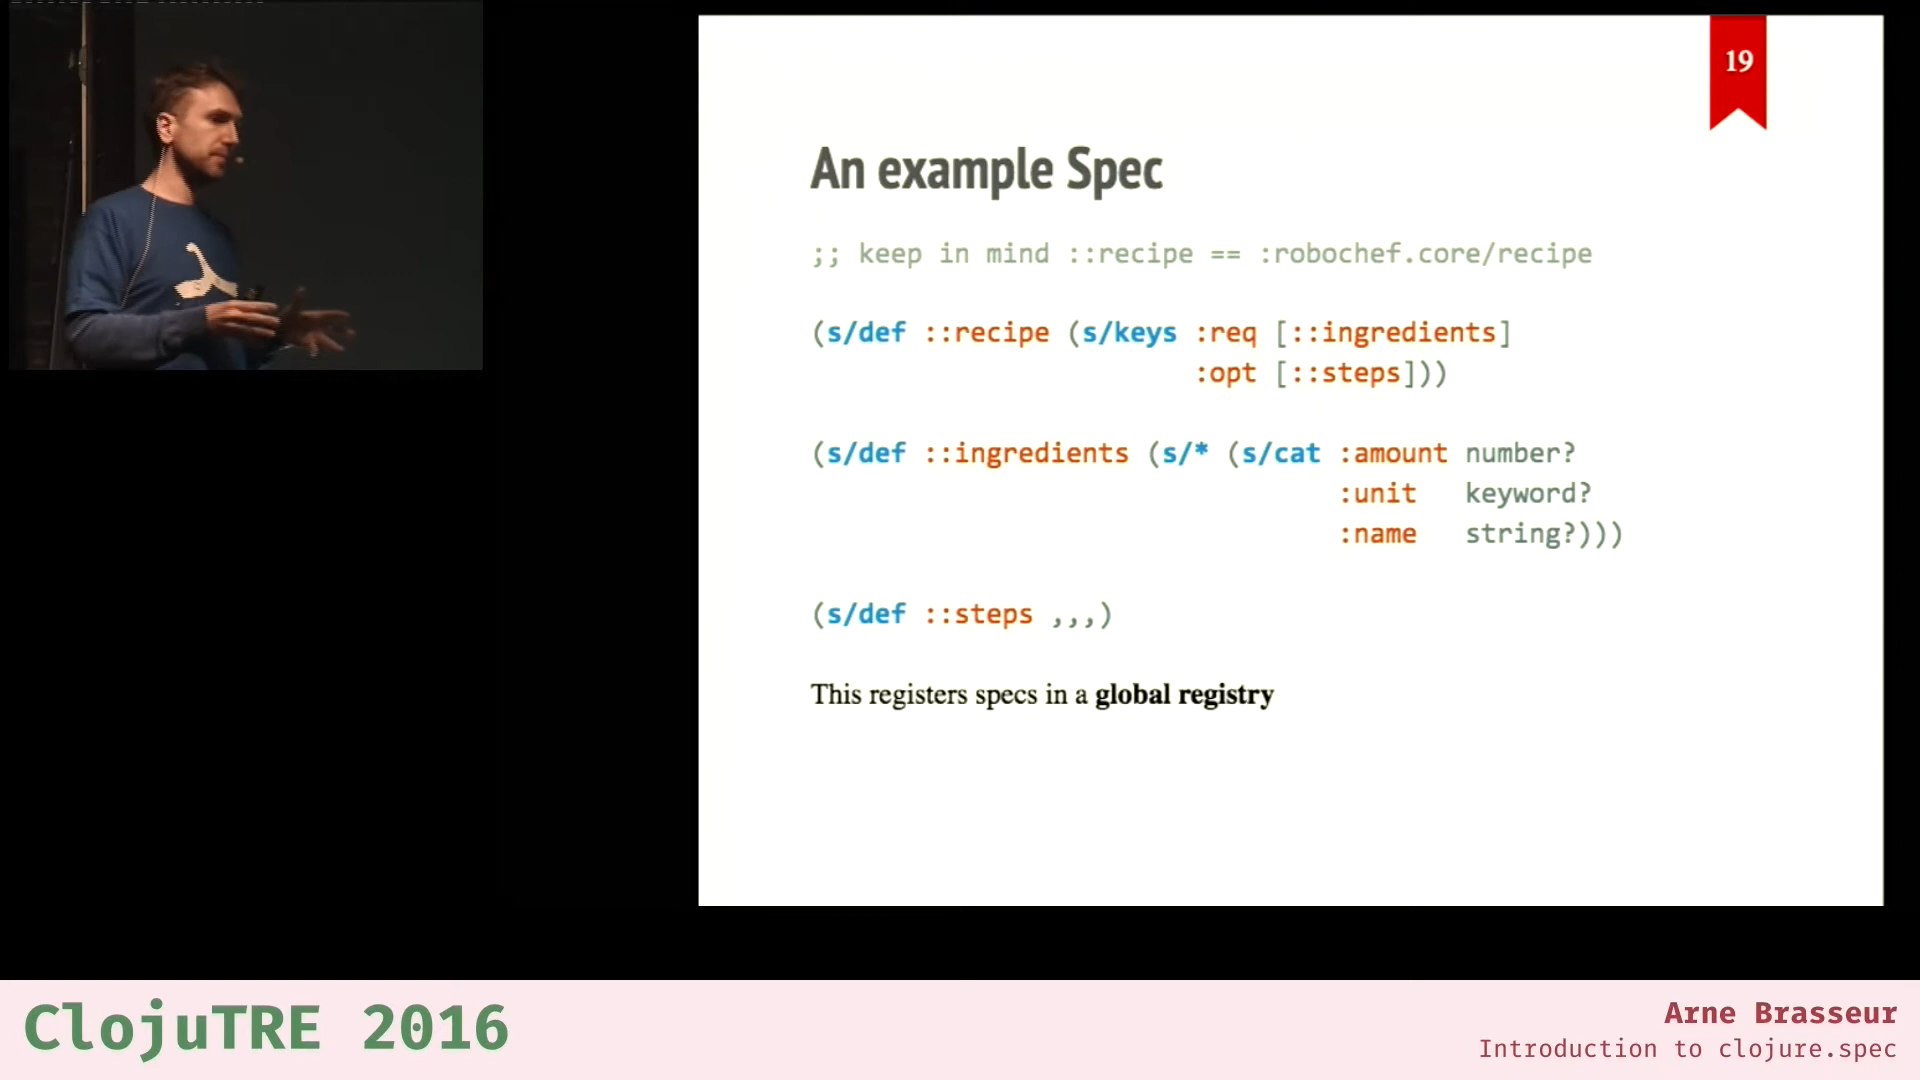 19
An example Spec
;; keep in mind ::recipe == :robochef.core/recipe
(s/def ::recipe (s/keys :req [::ingredients]
:opt [::steps]))
(s/def ::ingredients (s/* (s/cat :amount number?
:unit keyword?
:name string?)))
(s/def ::steps ,,,)
This registers specs in a global registry
ClojuTRE 2016
Arne Brasseur
Introduction to clojure.spec